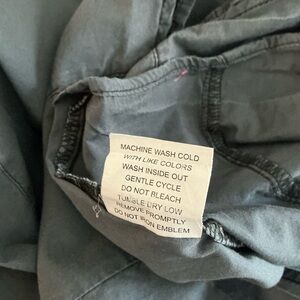 MACHINE WASH COLD
WITH LIKE COLORS
WASH INSIDE OUT
GENTLE CYCLE
DO NOT BLEACH
TUMBLE DRY LOW
REMOVE PROMPTLY
DO NOT IRON EMBLEM